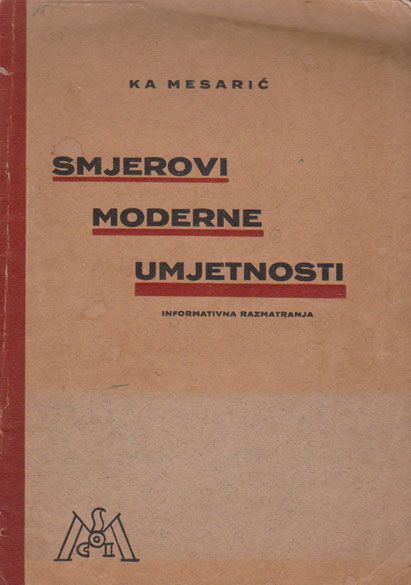 KA MESARIĆ
SMJEROVI
MODERNE
UMJETNOSTI
INFORMATIVNA RAZMATRANJA